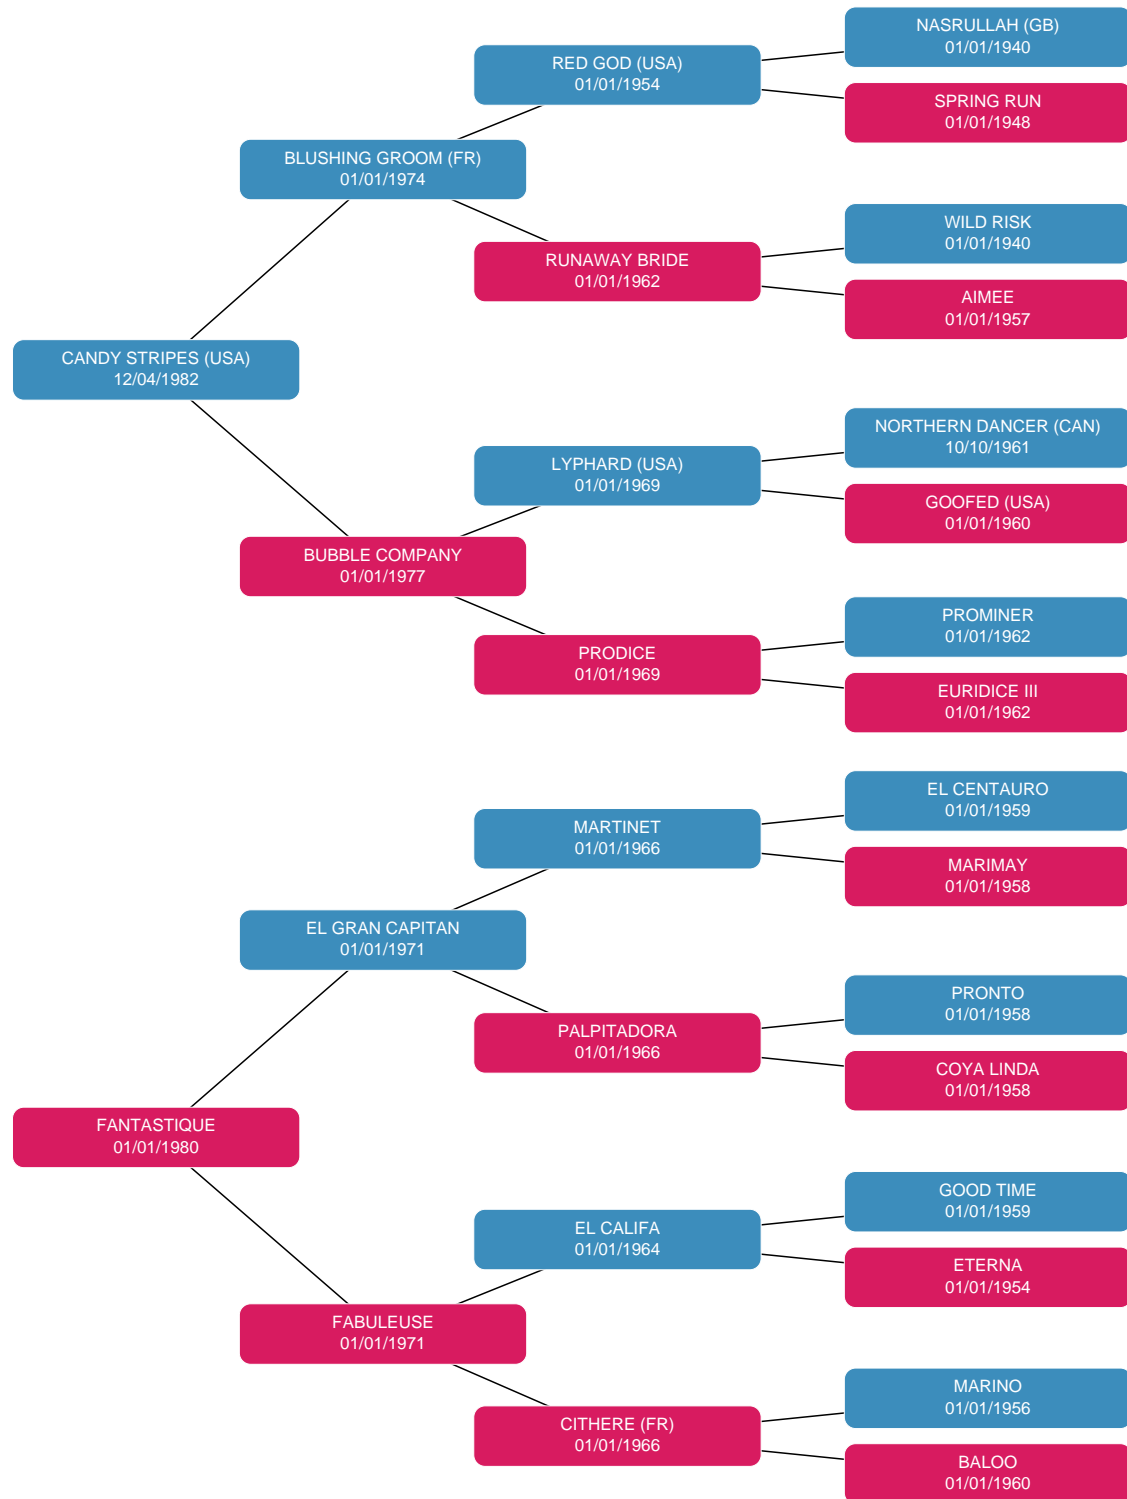 NASRULLAH (GB)
01/01/1940
RED GOD (USA)
01/01/1954
SPRING RUN
01/01/1948
BLUSHING GROOM (FR)
01/01/1974
WILD RISK
01/01/1940
RUNAWAY BRIDE
01/01/1962
AIMEE
01/01/1957
CANDY STRIPES (USA)
12/04/1982
NORTHERN DANCER (CAN)
10/10/1961
LYPHARD (USA)
01/01/1969
GOOFED (USA)
01/01/1960
BUBBLE COMPANY
01/01/1977
PROMINER
01/01/1962
PRODICE
01/01/1969
EURIDICE III
01/01/1962
EL CENTAURO
01/01/1959
MARTINET
01/01/1966
MARIMAY
01/01/1958
EL GRAN CAPITAN
01/01/1971
PRONTO
01/01/1958
PALPITADORA
01/01/1966
COYA LINDA
01/01/1958
FANTASTIQUE
01/01/1980
GOOD TIME
01/01/1959
EL CALIFA
01/01/1964
ETERNA
01/01/1954
FABULEUSE
01/01/1971
MARINO
01/01/1956
CITHERE (FR)
01/01/1966
BALOO
01/01/1960